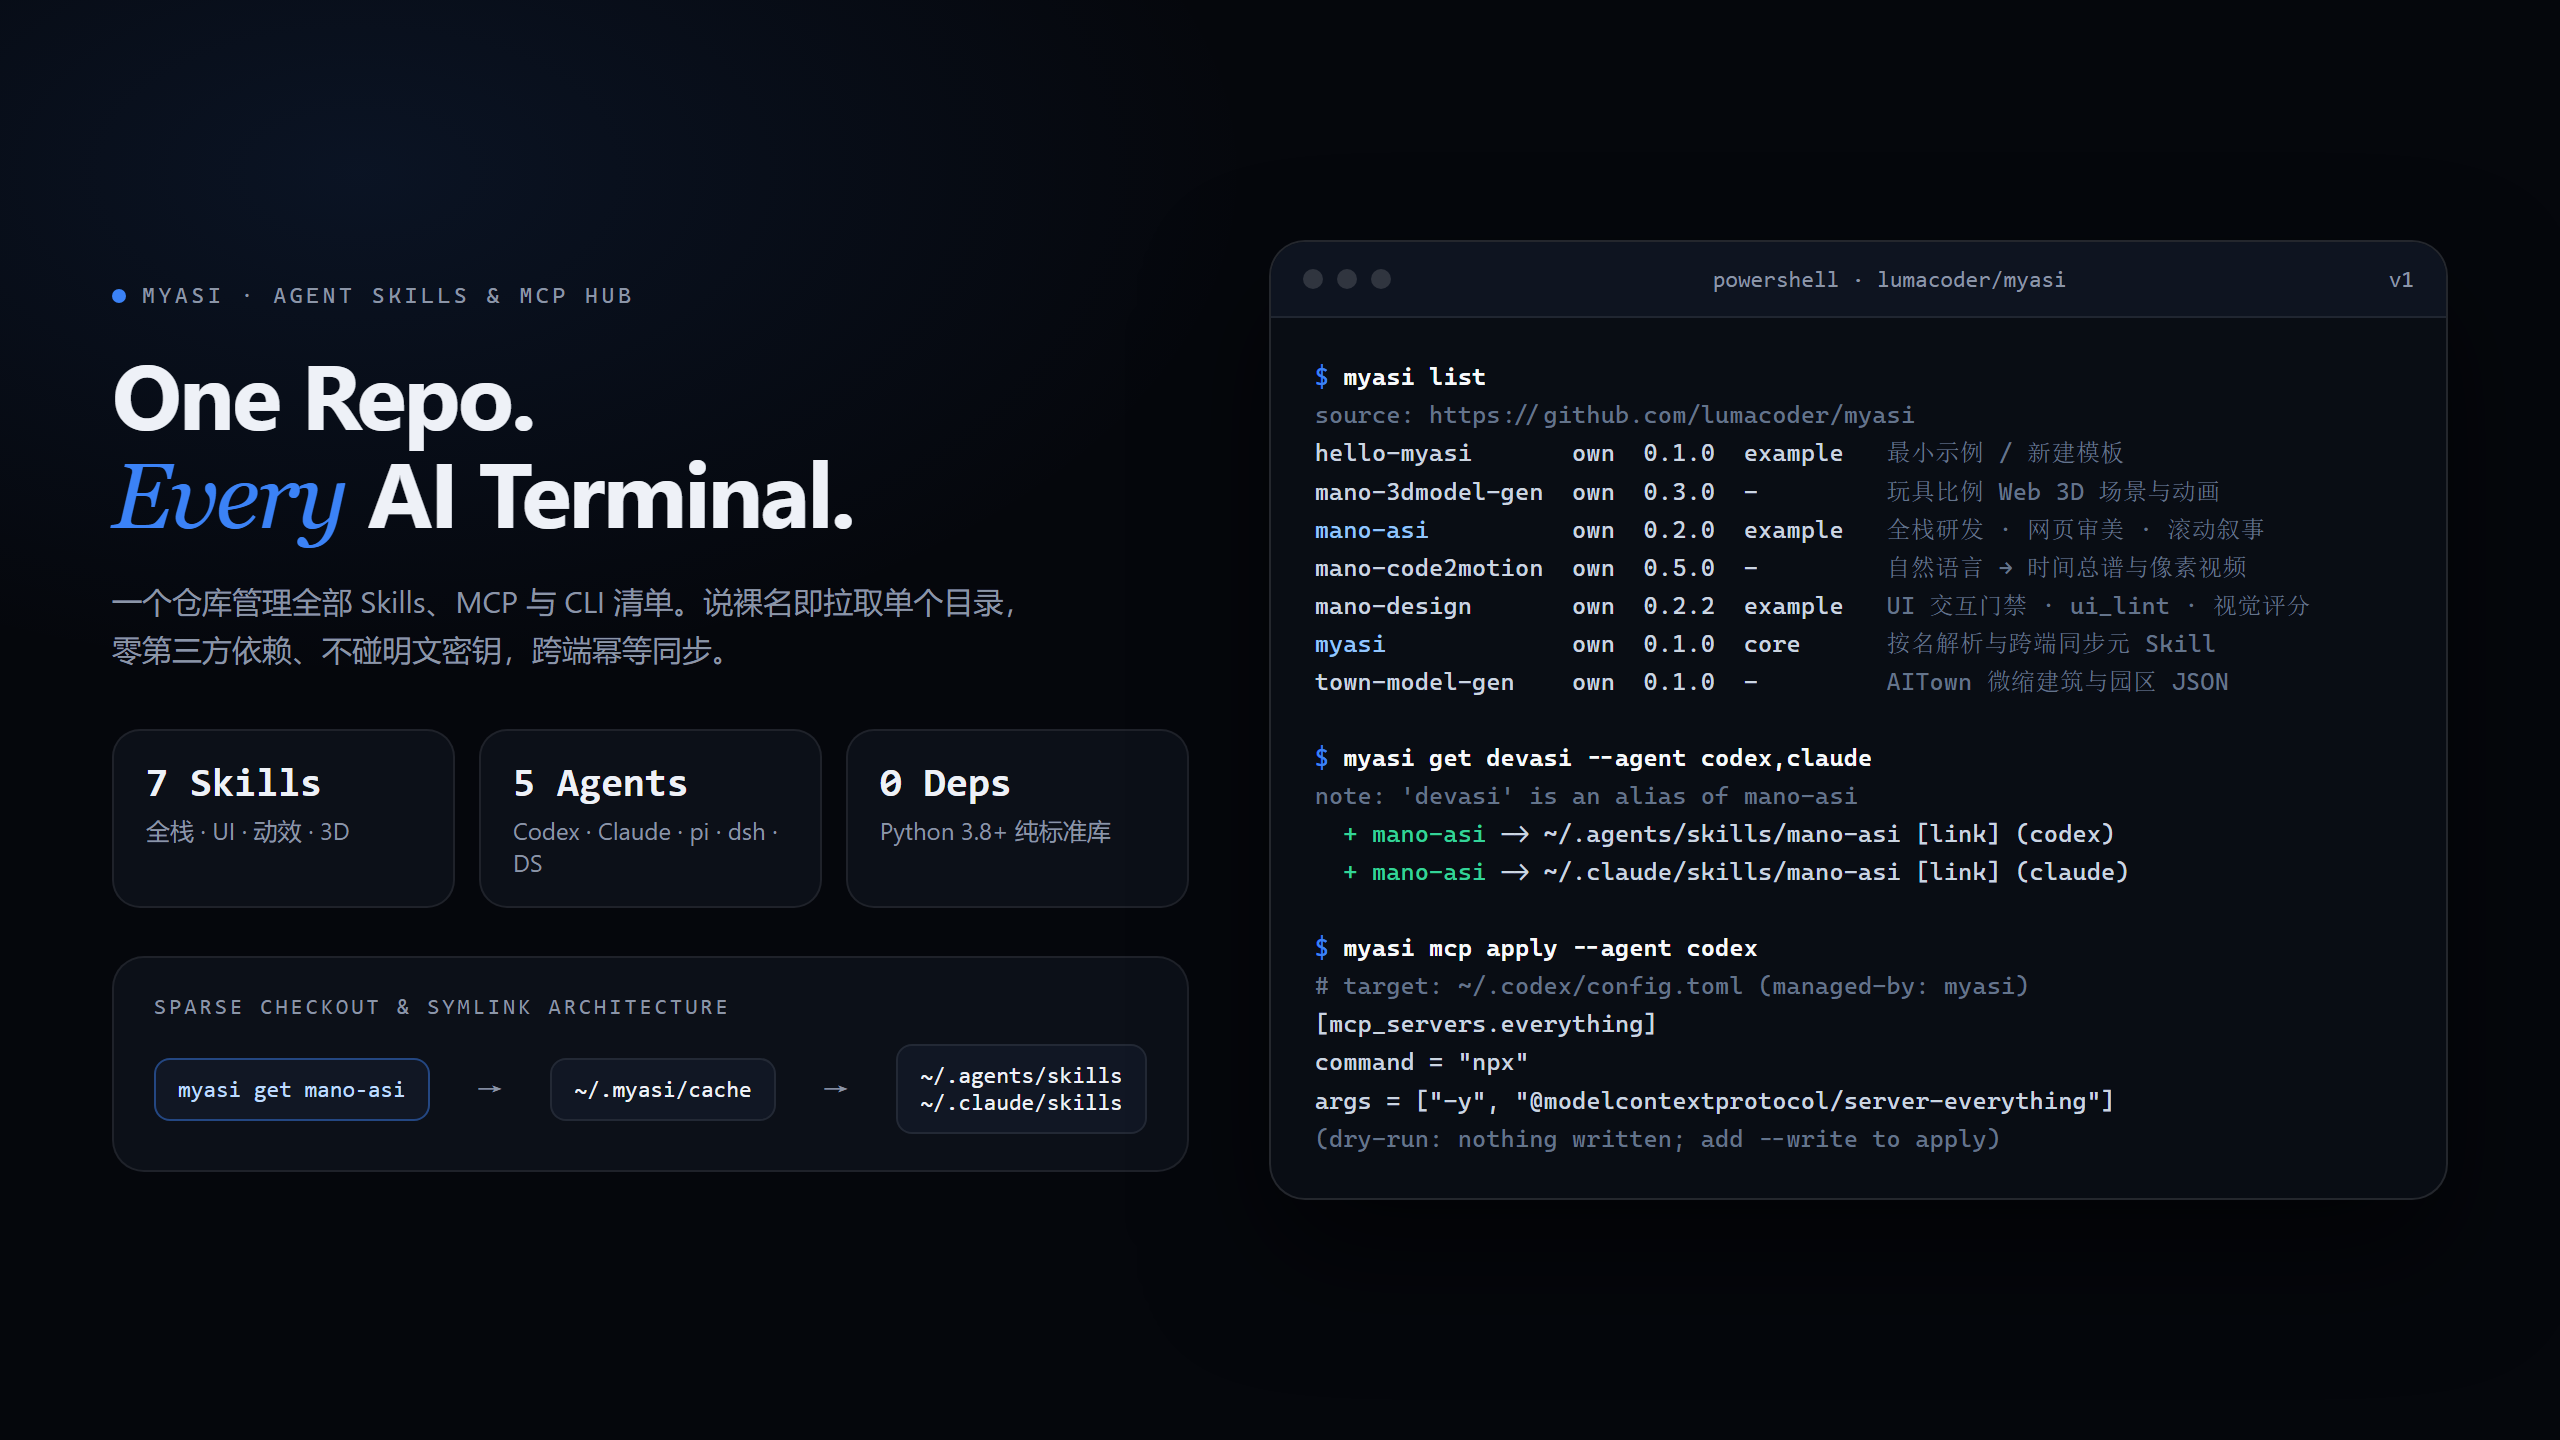 MYASI · AGENT SKILLS & MCP HUB
One Repo.
Every AI Terminal.
一个仓库管理全部 Skills、MCP 与 CLI 清单。说裸名即拉取单个目录，
零第三方依赖、不碰明文密钥，跨端幂等同步。
7 Skills
全栈 · UI · 动效 · 3D
5 Agents
Codex · Claude · pi · dsh ·
DS
0 Deps
Python 3.8+ 纯标准库
SPARSE CHECKOUT & SYMLINK ARCHITECTURE
myasi get mano-asi → ~/.myasi/cache → ~/.agents/skills
~/.claude/skills
powershell · lumacoder/myasi v1
$ myasi list
source: https://github.com/lumacoder/myasi
hello-myasi own 0.1.0 example 最小示例 / 新建模板
mano-3dmodel-gen own 0.3.0 - 玩具比例 Web 3D 场景与动画
mano-asi own 0.2.0 example 全栈研发 · 网页审美 · 滚动叙事
mano-code2motion own 0.5.0 - 自然语言 → 时间总谱与像素视频
mano-design own 0.2.2 example UI 交互门禁 · ui_lint · 视觉评分
myasi own 0.1.0 core 按名解析与跨端同步元 Skill
town-model-gen own 0.1.0 - AITown 微缩建筑与园区 JSON
$ myasi get devasi --agent codex,claude
note: 'devasi' is an alias of mano-asi
+ mano-asi -> ~/.agents/skills/mano-asi [link] (codex)
+ mano-asi -> ~/.claude/skills/mano-asi [link] (claude)
$ myasi mcp apply --agent codex
# target: ~/.codex/config.toml (managed-by: myasi)
[mcp_servers.everything]
command = "npx"
args = ["-y", "@modelcontextprotocol/server-everything"]
(dry-run: nothing written; add --write to apply)